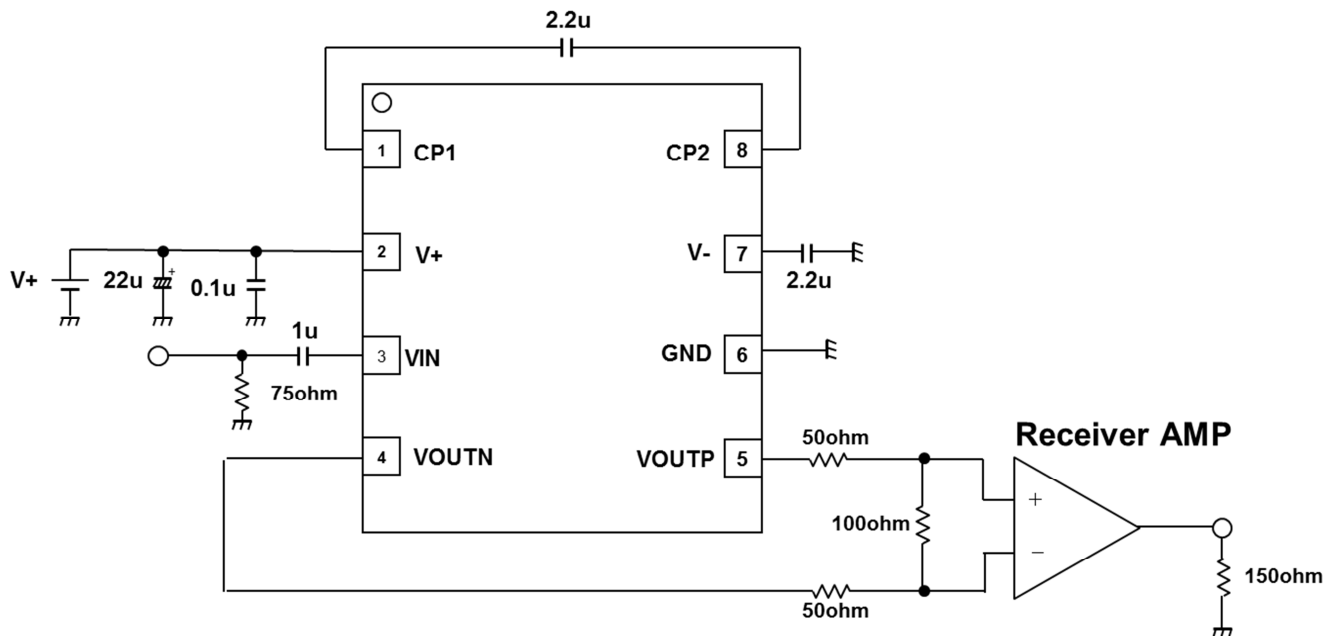 2.2u
1 CP1
CP2 8
2 V+
V- 7
2.2u
V+
22u
+
0.1u
1u
3 VIN
75ohm
GND 6
4 VOUTN
VOUTP 5
50ohm
100ohm
50ohm
Receiver AMP
+
−
150ohm